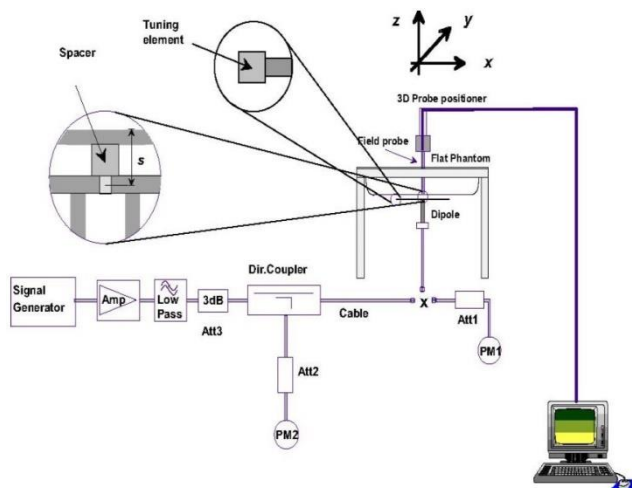 Tuning
element
Spacer
s
z
y
x
3D Probe positioner
Field probe
Flat Phantom
Dipole
Signal
Generator
Amp
Low
Pass
3dB
Att3
Dir.Coupler
Cable
x
Att1
PM1
Att2
PM2